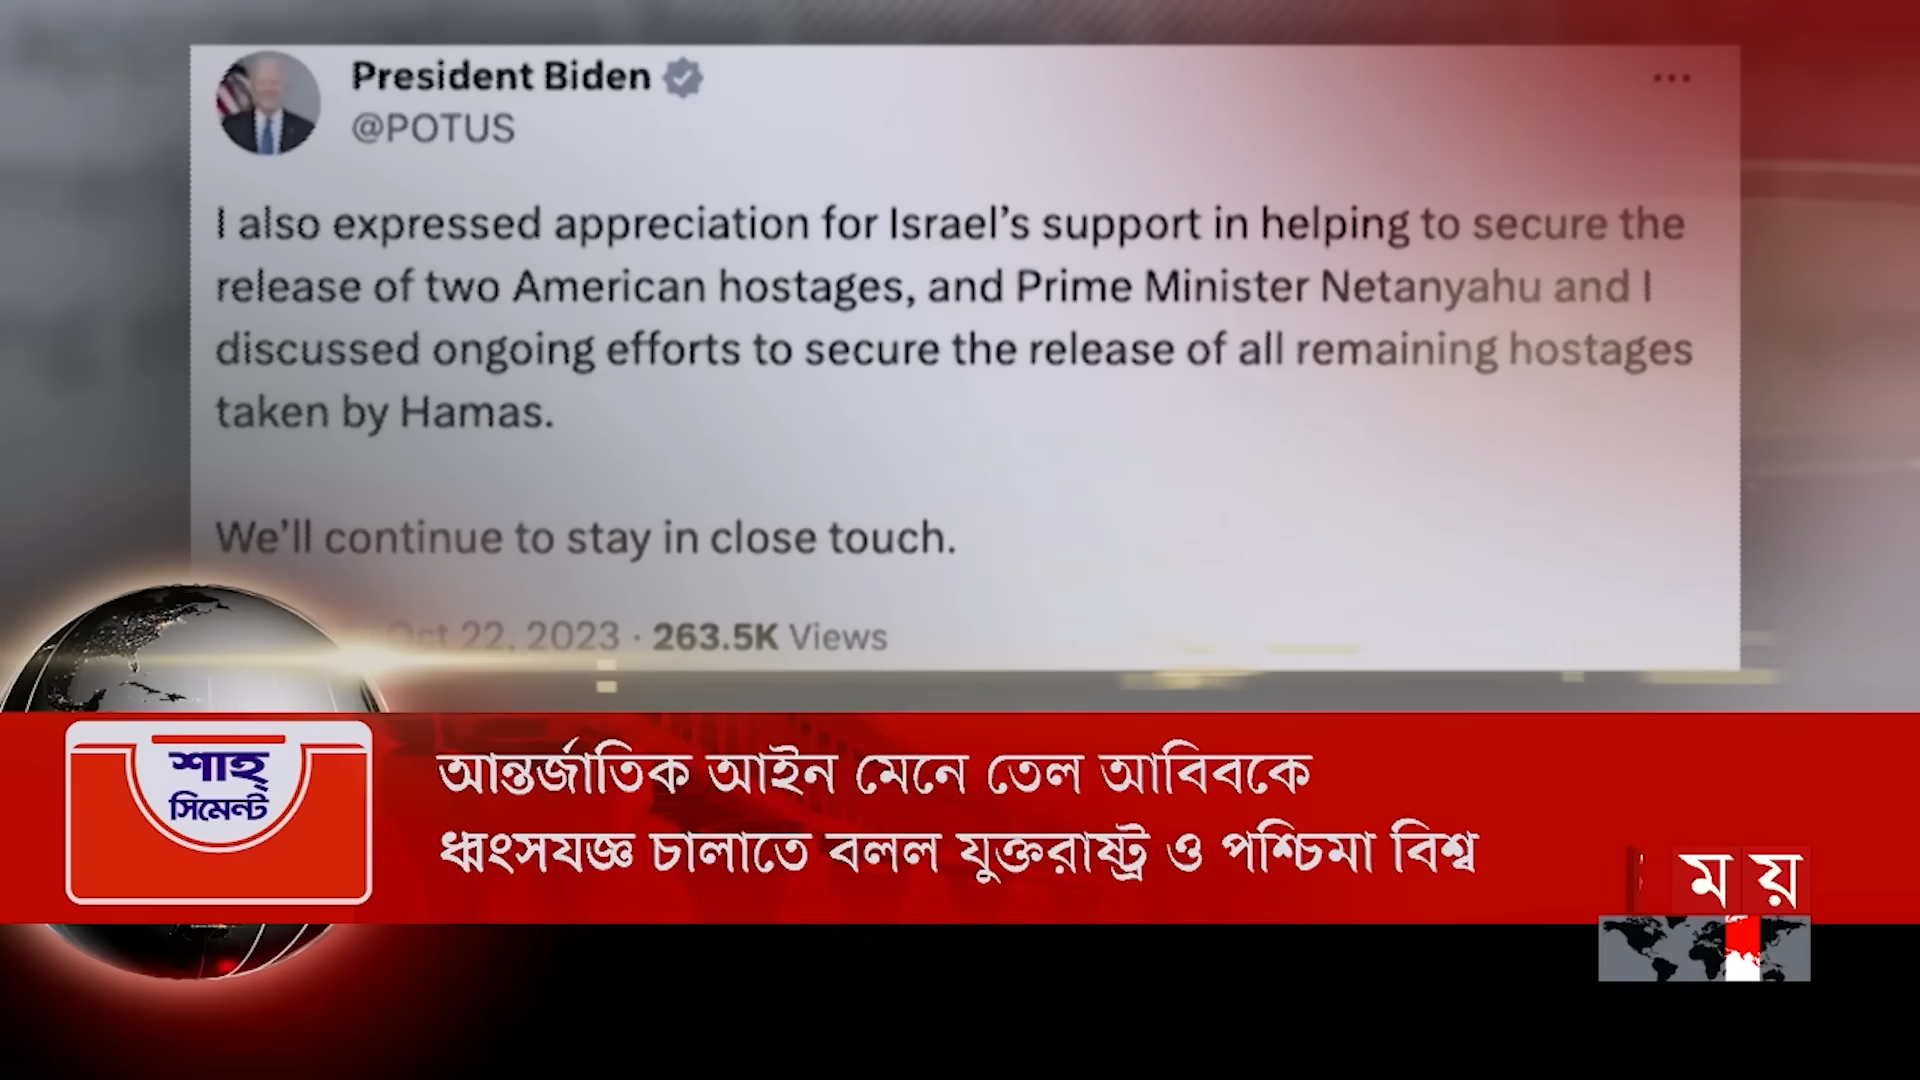 President Biden
@POTUS
I also expressed appreciation for Israel’s support in helping to secure the
release of two American hostages, and Prime Minister Netanyahu and I
discussed ongoing efforts to secure the release of all remaining hostages
taken by Hamas.
We’ll continue to stay in close touch.
Oct 22, 2023 · 263.5K Views
শাহ্
সিমেন্ট
আন্তর্জাতিক আইন মেনে তেল আবিবকে
ধ্বংসযজ্ঞ চালাতে বলল যুক্তরাষ্ট্র ও পশ্চিমা বিশ্ব
ময়